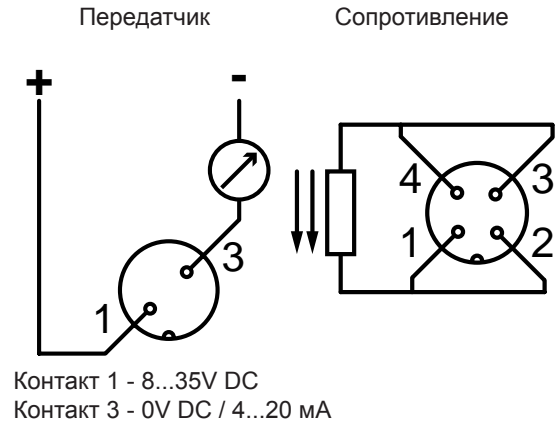 Передатчик Сопротивление
+ -
4 3
3
1 2
1
Контакт 1 - 8...35V DC
Контакт 3 - 0V DC / 4...20 мА